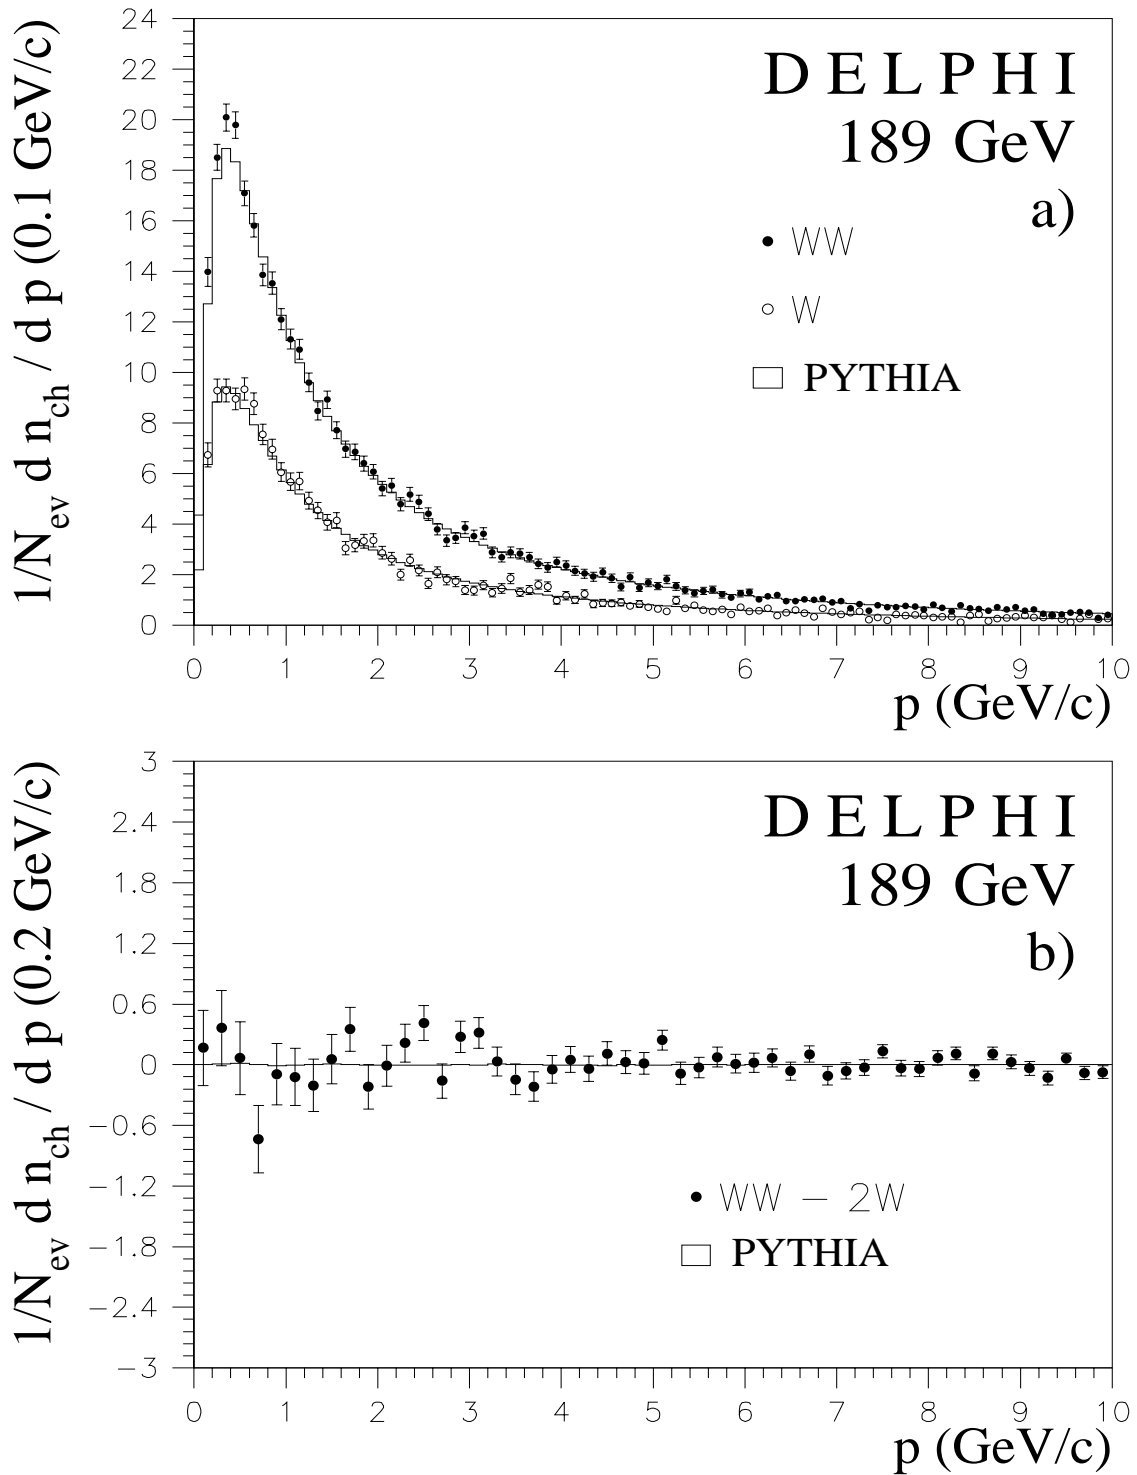 1/N_ev d n_ch / d p (0.1 GeV/c)
24
22
20
18
16
14
12
10
8
6
4
2
0
D E L P H I
189 GeV
a)
WW
W
PYTHIA
0 1 2 3 4 5 6 7 8 9 10
p (GeV/c)
1/N_ev d n_ch / d p (0.2 GeV/c)
3
2.4
1.8
1.2
0.6
0
−0.6
−1.2
−1.8
−2.4
−3
D E L P H I
189 GeV
b)
WW − 2W
PYTHIA
0 1 2 3 4 5 6 7 8 9 10
p (GeV/c)